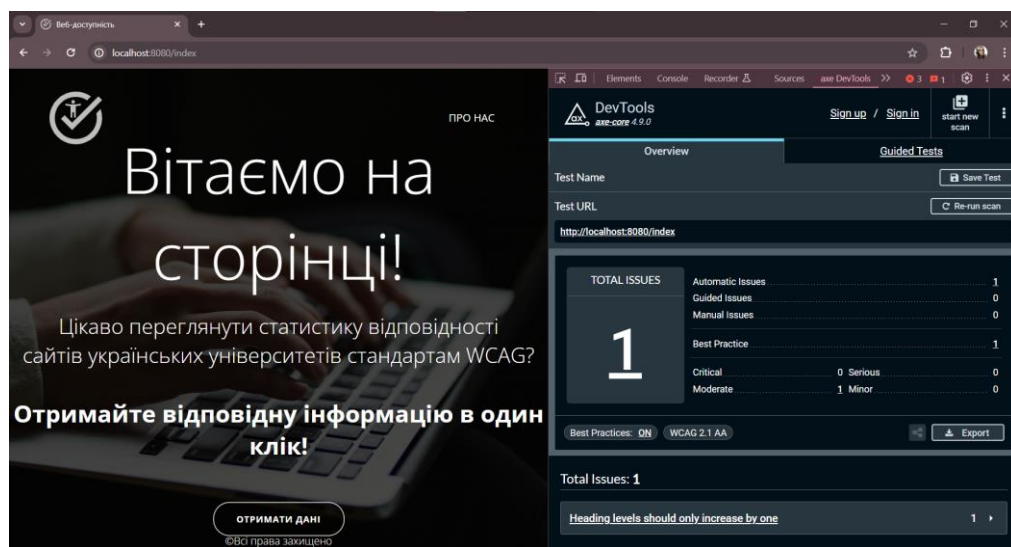 Веб-доступність
localhost:8080/index
ПРО НАС
Вітаємо на
сторінці!
Цікаво переглянути статистику відповідності
сайтів українських університетів стандартам WCAG?
Отримайте відповідну інформацію в один
клік!
ОТРИМАТИ ДАНІ
©Всі права захищено
Elements Console Recorder Sources axe DevTools 3 1
ax DevTools
axe-core 4.9.0
Sign up / Sign in
start new
scan
Overview Guided Tests
Test Name Save Test
Test URL Re-run scan
http://localhost:8080/index
TOTAL ISSUES
1
Automatic Issues 1
Guided Issues 0
Manual Issues 0
Best Practice 1
Critical 0 Serious 0
Moderate 1 Minor 0
Best Practices: ON WCAG 2.1 AA Export
Total Issues: 1
Heading levels should only increase by one 1